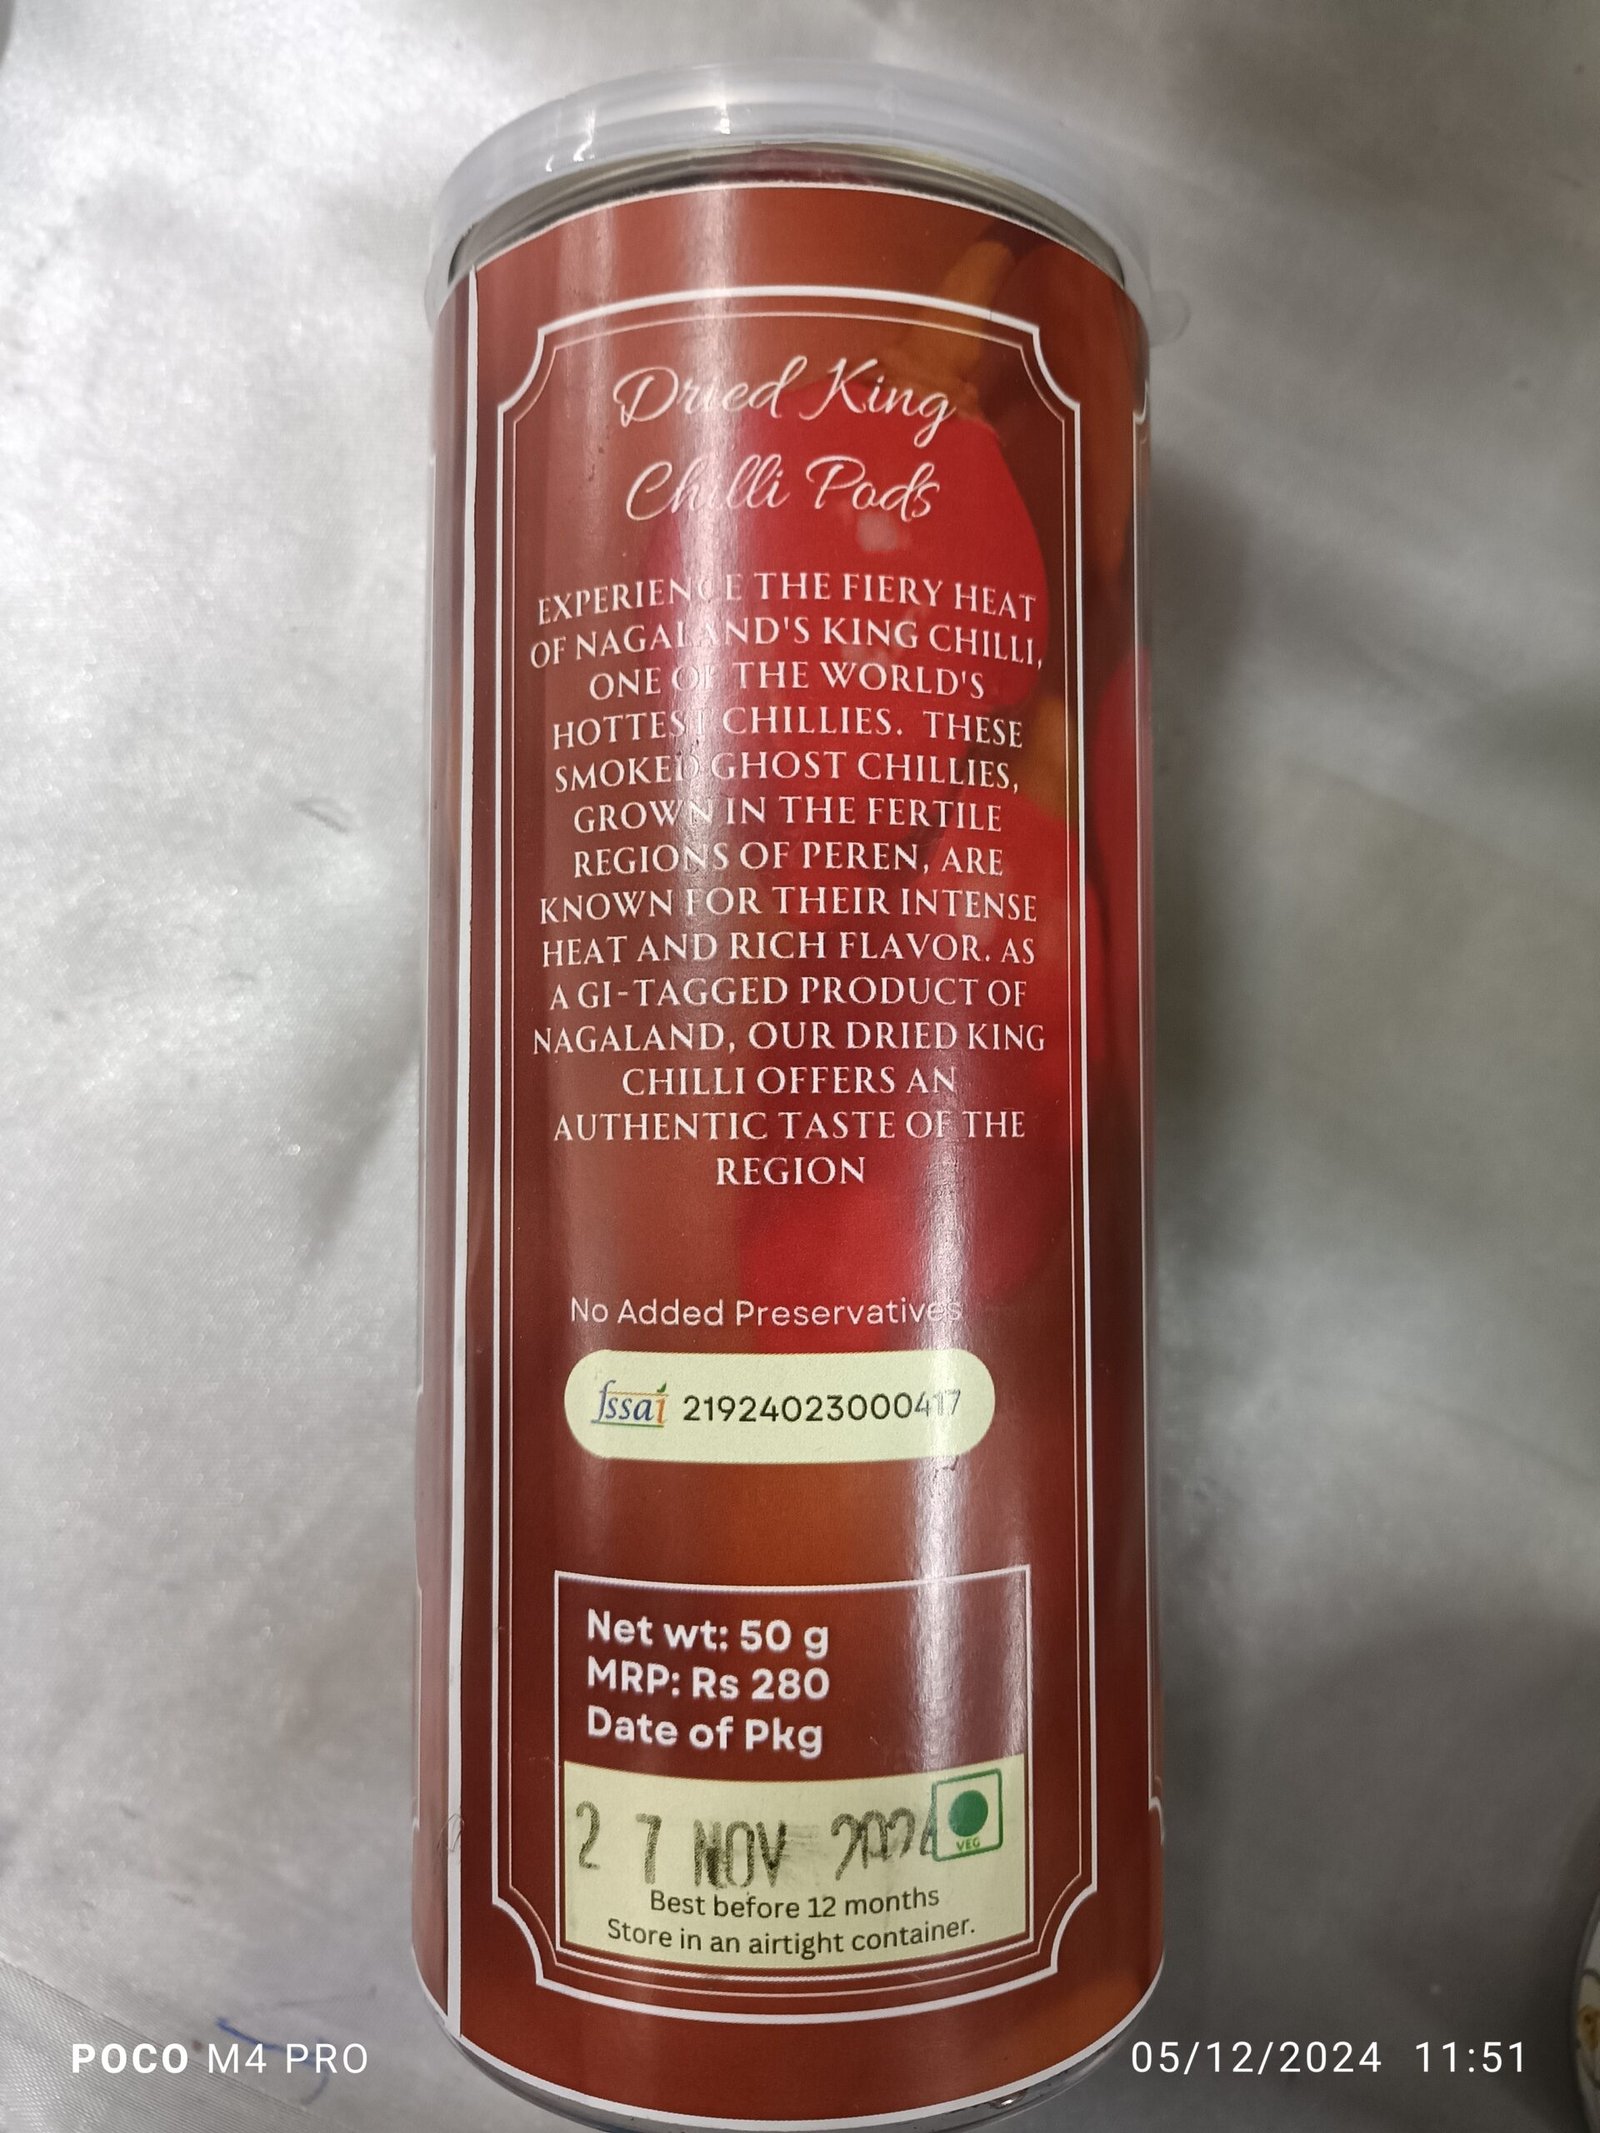 Dried King
Chilli Pods
EXPERIENCE THE FIERY HEAT
OF NAGALAND'S KING CHILLI,
ONE OF THE WORLD'S
HOTTEST CHILLIES. THESE
SMOKED GHOST CHILLIES,
GROWN IN THE FERTILE
REGIONS OF PEREN, ARE
KNOWN FOR THEIR INTENSE
HEAT AND RICH FLAVOR. AS
A GI-TAGGED PRODUCT OF
NAGALAND, OUR DRIED KING
CHILLI OFFERS AN
AUTHENTIC TASTE OF THE
REGION
No Added Preservatives
fssai 21924023000417
Net wt: 50 g
MRP: Rs 280
Date of Pkg
27 NOV 2024
VEG
Best before 12 months
Store in an airtight container.
POCO M4 PRO
05/12/2024 11:51